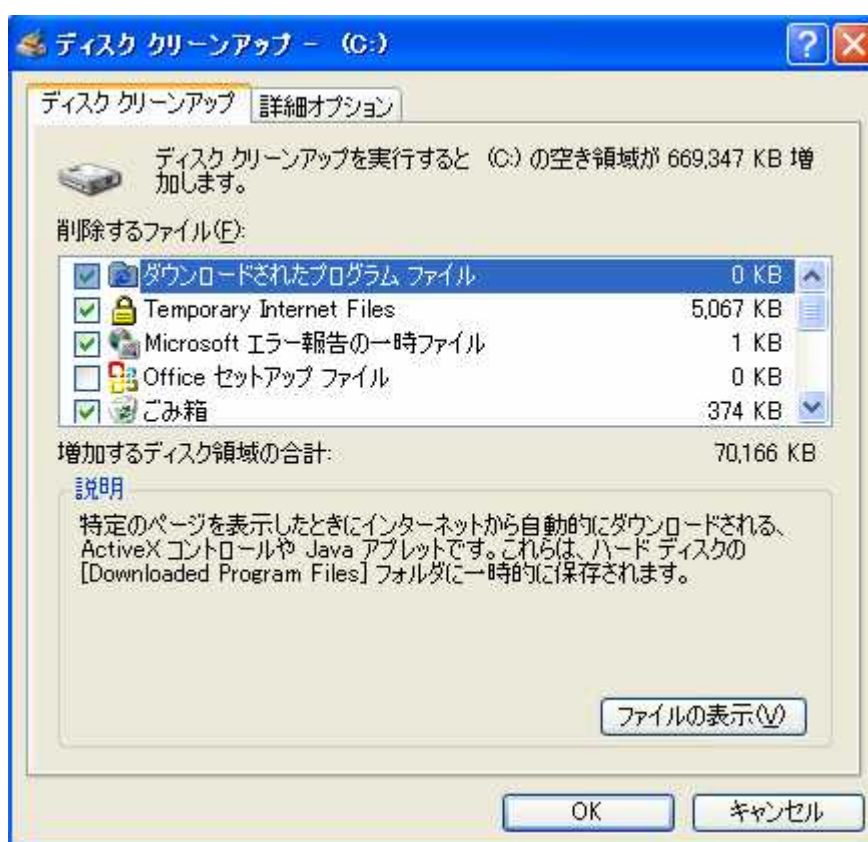 ディスク クリーンアップ - (C:)
ディスク クリーンアップ 詳細オプション
ディスク クリーンアップを実行すると (C:) の空き領域が 669,347 KB 増
加します。
削除するファイル(F):
ダウンロードされたプログラム ファイル 0 KB
Temporary Internet Files 5,067 KB
Microsoft エラー報告の一時ファイル 1 KB
Office セットアップ ファイル 0 KB
ごみ箱 374 KB
増加するディスク領域の合計: 70,166 KB
説明
特定のページを表示したときにインターネットから自動的にダウンロードされる、
ActiveX コントロールや Java アプレットです。これらは、ハード ディスクの
[Downloaded Program Files] フォルダに一時的に保存されます。
ファイルの表示(V)
OK キャンセル